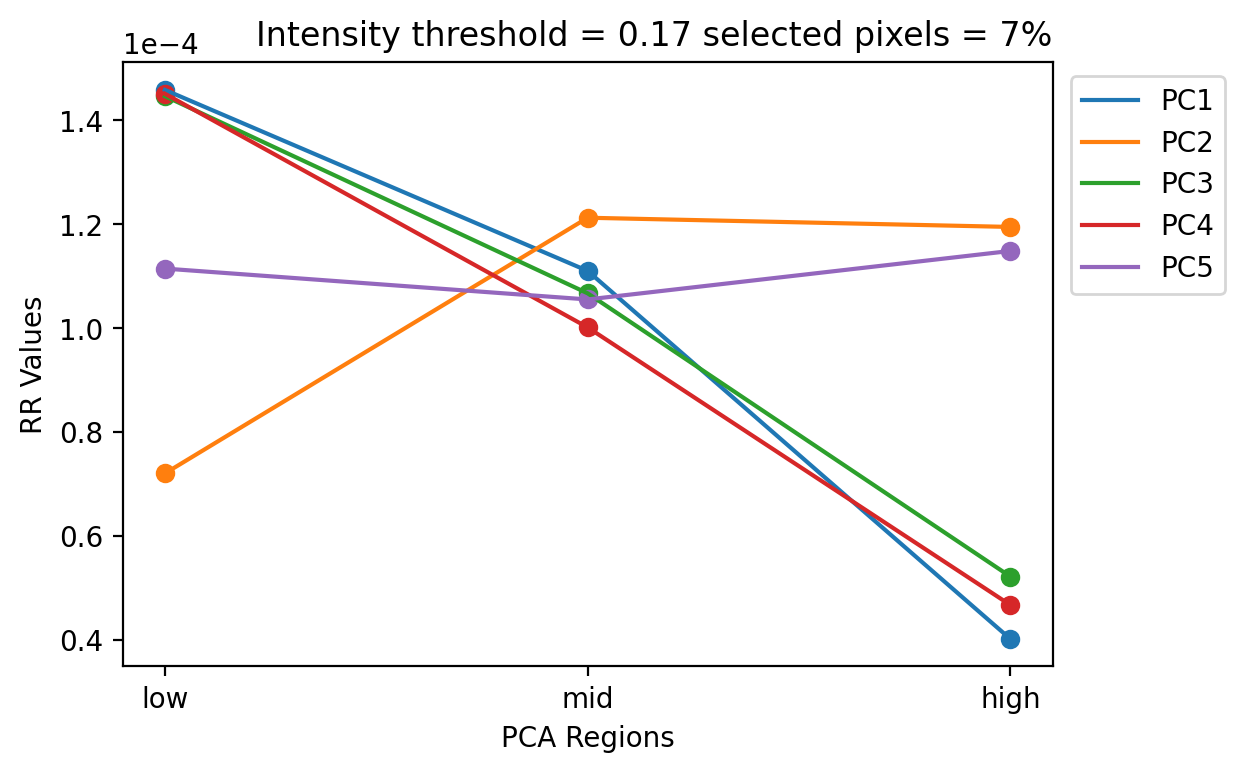 Intensity threshold = 0.17 selected pixels = 7%
1e−4
1.4
1.2
1.0
0.8
0.6
0.4
RR Values
low
mid
high
PCA Regions
PC1
PC2
PC3
PC4
PC5